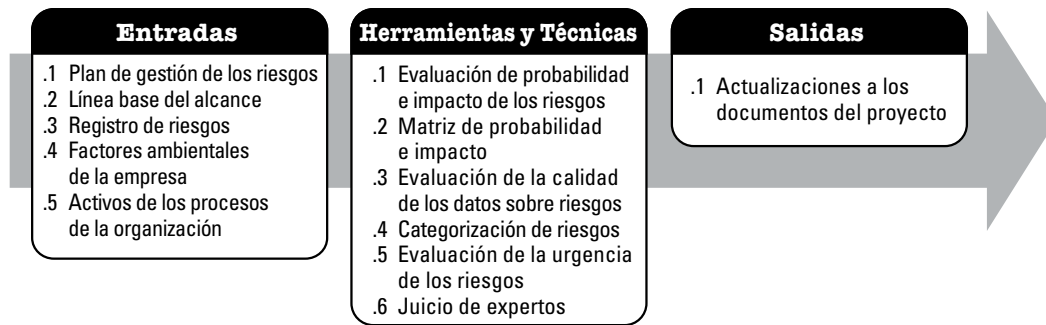 Entradas
.1 Plan de gestión de los riesgos
.2 Línea base del alcance
.3 Registro de riesgos
.4 Factores ambientales
de la empresa
.5 Activos de los procesos
de la organización
Herramientas y Técnicas
.1 Evaluación de probabilidad
e impacto de los riesgos
.2 Matriz de probabilidad
e impacto
.3 Evaluación de la calidad
de los datos sobre riesgos
.4 Categorización de riesgos
.5 Evaluación de la urgencia
de los riesgos
.6 Juicio de expertos
Salidas
.1 Actualizaciones a los
documentos del proyecto